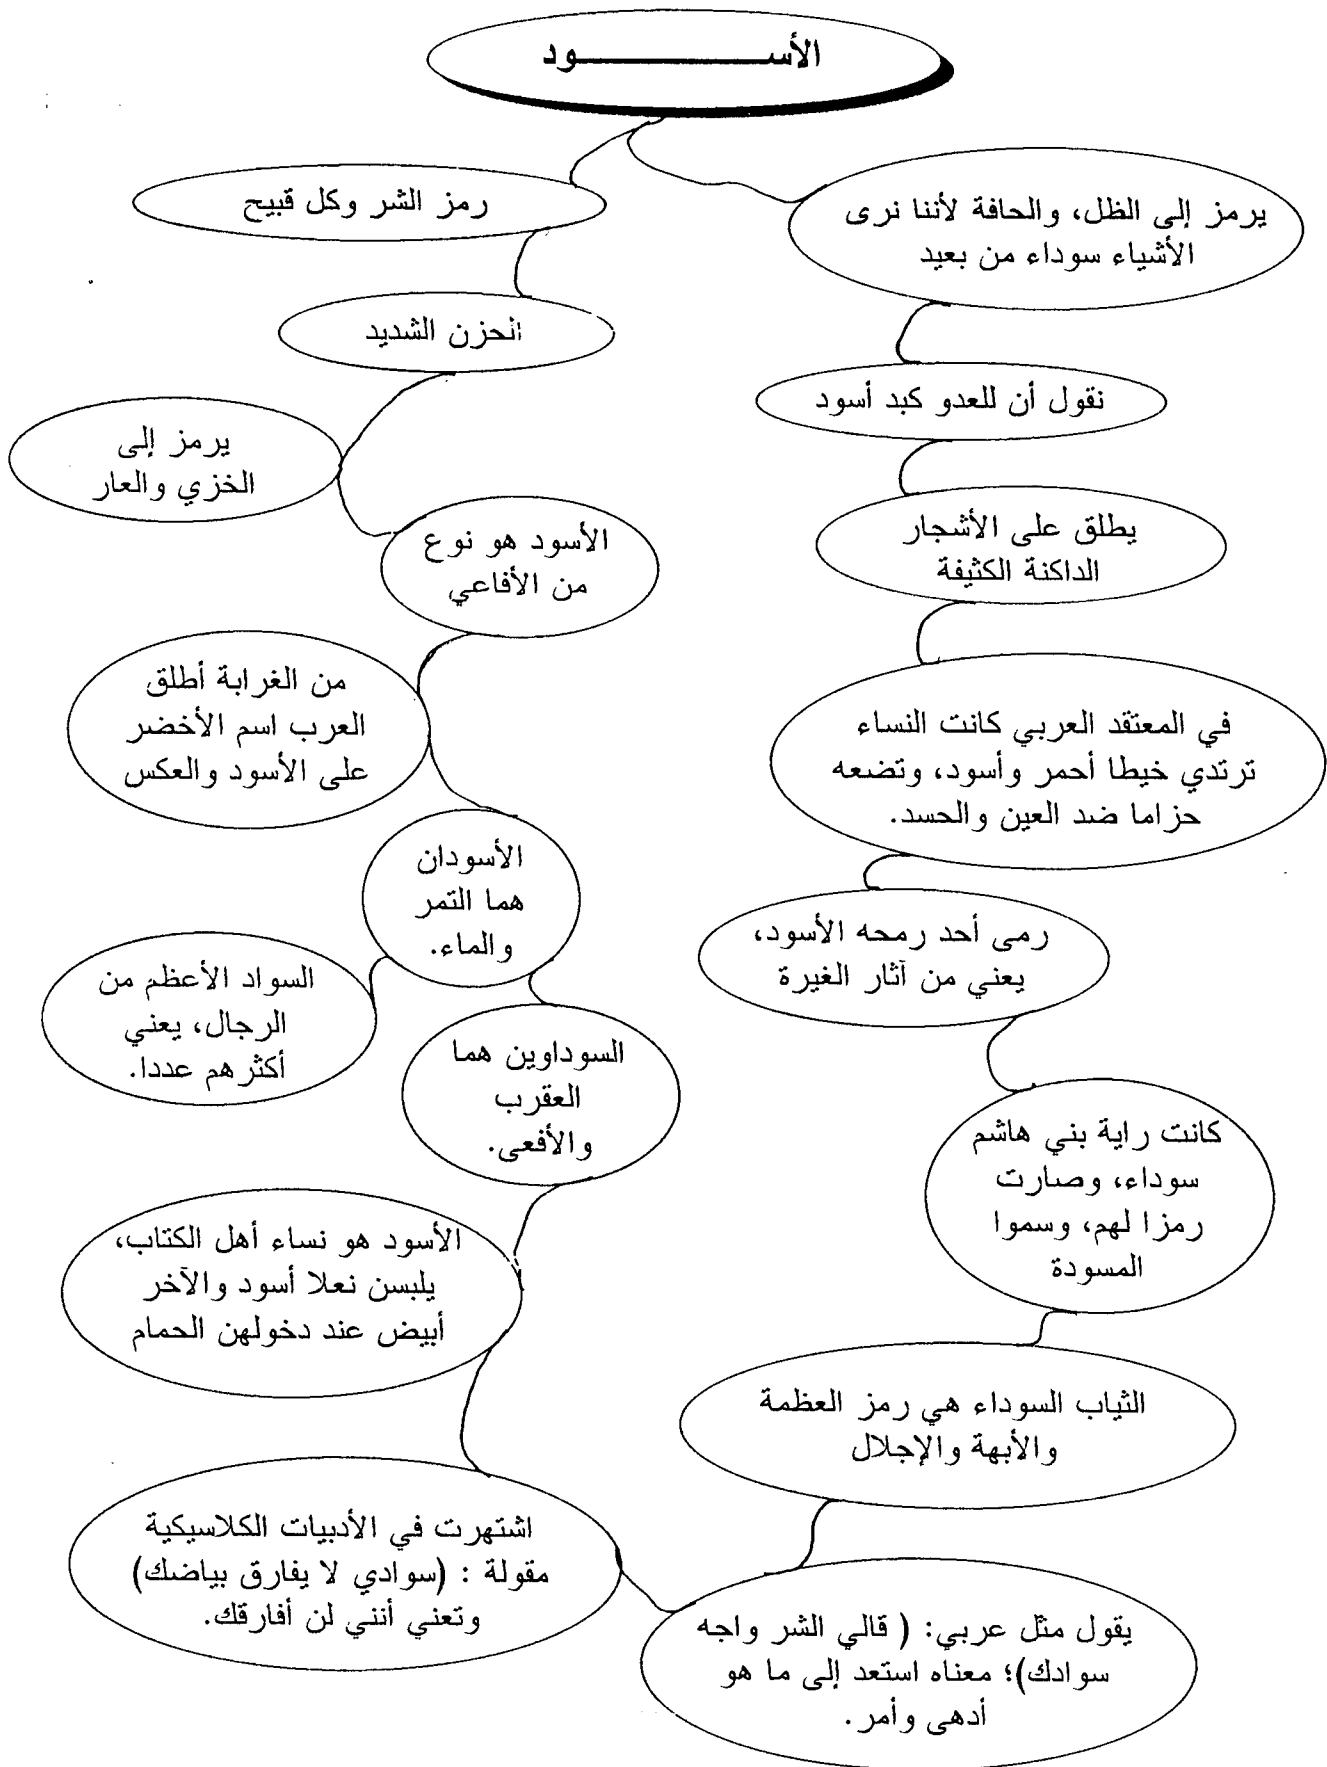 الأســــــــود
يرمز إلى الظل، والحافة لأننا نرى
الأشياء سوداء من بعيد
نقول أن للعدو كبد أسود
يطلق على الأشجار
الداكنة الكثيفة
في المعتقد العربي كانت النساء
ترتدي خيطا أحمر وأسود، وتضعه
حزاما ضد العين والحسد.
رمى أحد رمحه الأسود،
يعني من آثار الغيرة
كانت راية بني هاشم
سوداء، وصارت
رمزا لهم، وسموا
المسودة
الثياب السوداء هي رمز العظمة
والأبهة والإجلال
يقول مثل عربي: ( قالي الشر واجه
سوادك)؛ معناه استعد إلى ما هو
أدهى وأمر.
رمز الشر وكل قبيح
الحزن الشديد
يرمز إلى
الخزي والعار
الأسود هو نوع
من الأفاعي
من الغرابة أطلق
العرب اسم الأخضر
على الأسود والعكس
الأسودان
هما التمر
والماء.
السواد الأعظم من
الرجال، يعني
أكثرهم عددا.
السوداوين هما
العقرب
والأفعى.
الأسود هو نساء أهل الكتاب،
يلبسن نعلا أسود والآخر
أبيض عند دخولهن الحمام
اشتهرت في الأدبيات الكلاسيكية
مقولة : (سوادي لا يفارق بياضك)
وتعني أنني لن أفارقك.